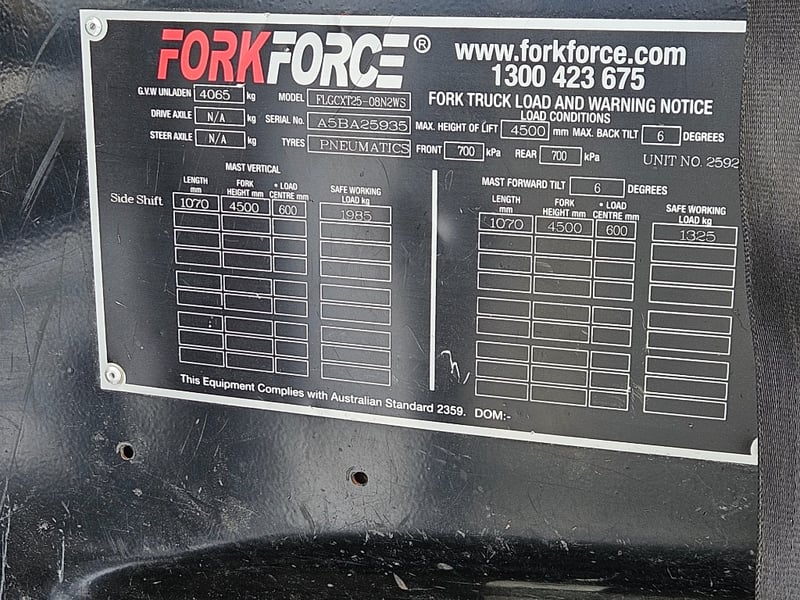 FORKFORCE®
www.forkforce.com
1300 423 675
G.V.W UNLADEN 4065 kg MODEL FLGCXT25-08N2WS FORK TRUCK LOAD AND WARNING NOTICE
LOAD CONDITIONS
DRIVE AXLE N/A kg SERIAL No. A5BA25935 MAX. HEIGHT OF LIFT 4500 mm MAX. BACK TILT 6 DEGREES
STEER AXLE N/A kg TYRES PNEUMATICS FRONT 700 kPa REAR 700 kPa UNIT NO. 2592
MAST VERTICAL
LENGTH mm FORK HEIGHT mm • LOAD CENTRE mm SAFE WORKING LOAD kg
Side Shift 1070 4500 600 1985
MAST FORWARD TILT 6 DEGREES
LENGTH mm FORK HEIGHT mm • LOAD CENTRE mm SAFE WORKING LOAD kg
1070 4500 600 1325
This Equipment Complies with Australian Standard 2359. DOM:-